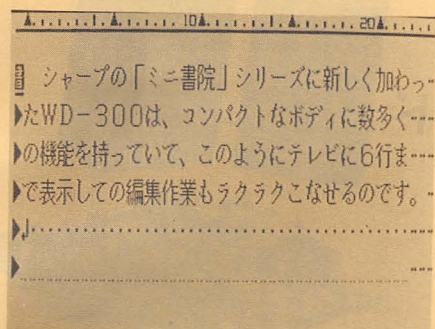 10 20
シャープの「ミニ書院」シリーズに新しく加わっ
たWD-300は、コンパクトなボディに数多く
の機能を持っていて、このようにテレビに6行ま
で表示しての編集作業もラクラクこなせるのです。